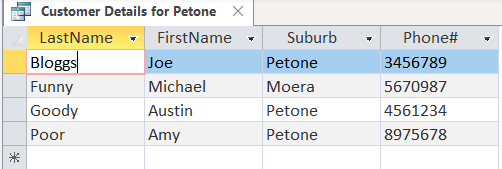 Customer Details for Petone
LastName FirstName Suburb Phone#
Bloggs Joe Petone 3456789
Funny Michael Moera 5670987
Goody Austin Petone 4561234
Poor Amy Petone 8975678